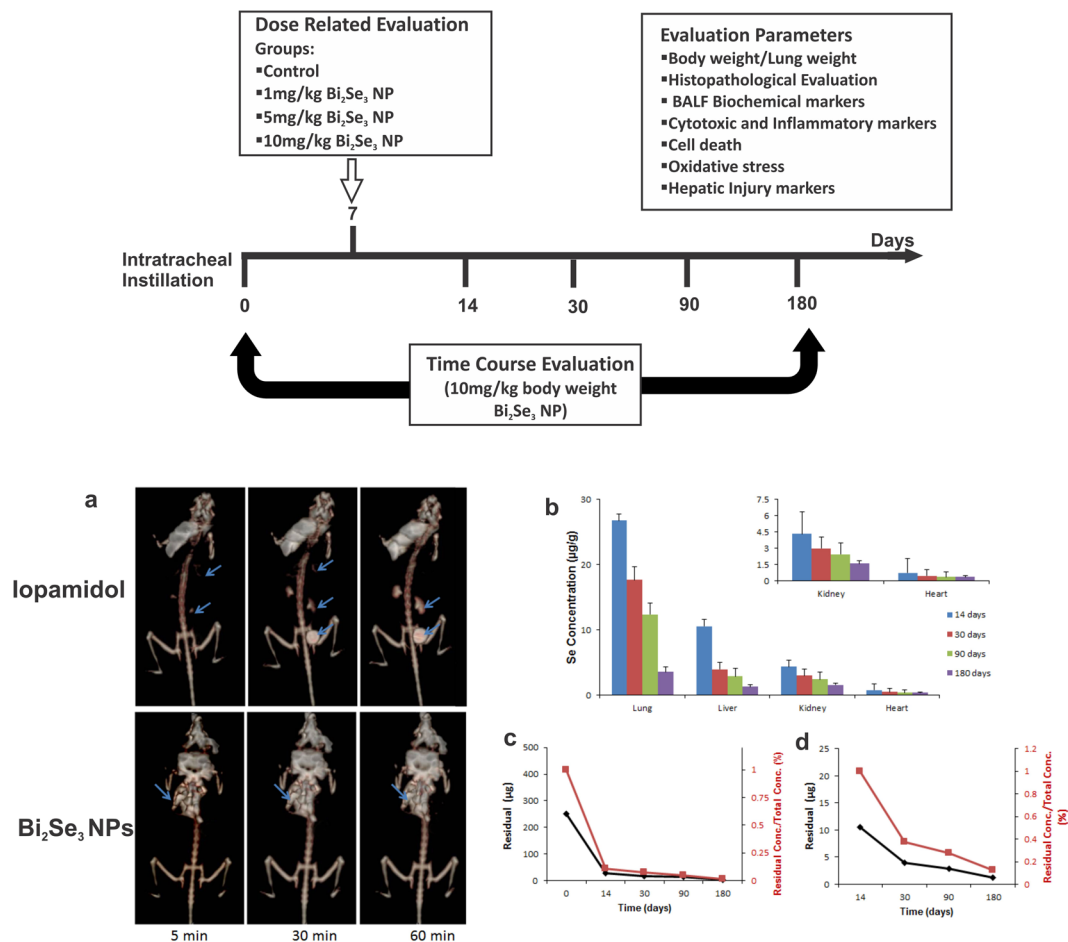 Dose Related Evaluation
Groups:
▪Control
▪1mg/kg Bi₂Se₃ NP
▪5mg/kg Bi₂Se₃ NP
▪10mg/kg Bi₂Se₃ NP
Evaluation Parameters
▪Body weight/Lung weight
▪Histopathological Evaluation
▪ BALF Biochemical markers
▪Cytotoxic and Inflammatory markers
▪Cell death
▪Oxidative stress
▪Hepatic Injury markers
7
Days
Intratracheal
Instillation
0
14
30
90
180
Time Course Evaluation
(10mg/kg body weight
Bi₂Se₃ NP)
a
Iopamidol
Bi₂Se₃ NPs
5 min
30 min
60 min
b
Se Concentration (µg/g)
30
20
10
0
Lung
Liver
Kidney
Heart
7.5
6
4.5
3
1.5
0
Kidney
Heart
14 days
30 days
90 days
180 days
c
Residual (µg)
500
400
300
200
100
0
0
14
30
90
180
Time (days)
1
0.75
0.5
0.25
0
Residual Conc./Total Conc. (%)
d
Residual (µg)
25
20
15
10
5
0
14
30
90
180
Time (days)
1.2
1
0.8
0.6
0.4
0.2
0
Residual Conc./Total Conc.
(%)